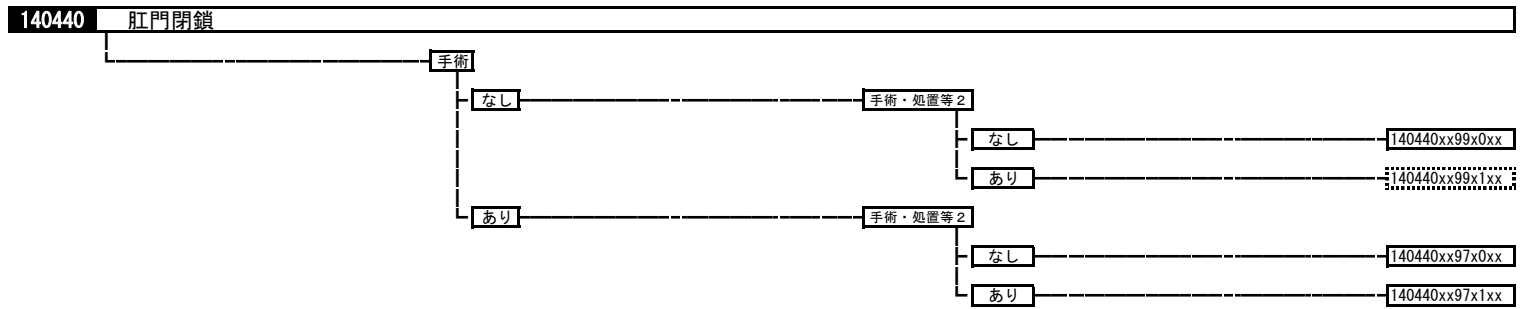 140440 肛門閉鎖
手術
なし 手術・処置等2
なし 140440xx99x0xx
あり 140440xx99x1xx
あり 手術・処置等2
なし 140440xx97x0xx
あり 140440xx97x1xx